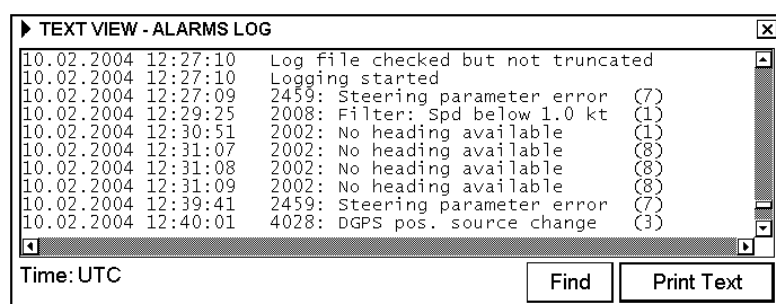 TEXT VIEW - ALARMS LOG
10.02.2004 12:27:10 Log file checked but not truncated
10.02.2004 12:27:10 Logging started
10.02.2004 12:27:09 2459: Steering parameter error (7)
10.02.2004 12:29:25 2008: Filter: Spd below 1.0 kt (1)
10.02.2004 12:30:51 2002: No heading available (1)
10.02.2004 12:31:07 2002: No heading available (8)
10.02.2004 12:31:08 2002: No heading available (8)
10.02.2004 12:31:09 2002: No heading available (8)
10.02.2004 12:39:41 2459: Steering parameter error (7)
10.02.2004 12:40:01 4028: DGPS pos. source change (3)
Time: UTC
Find
Print Text